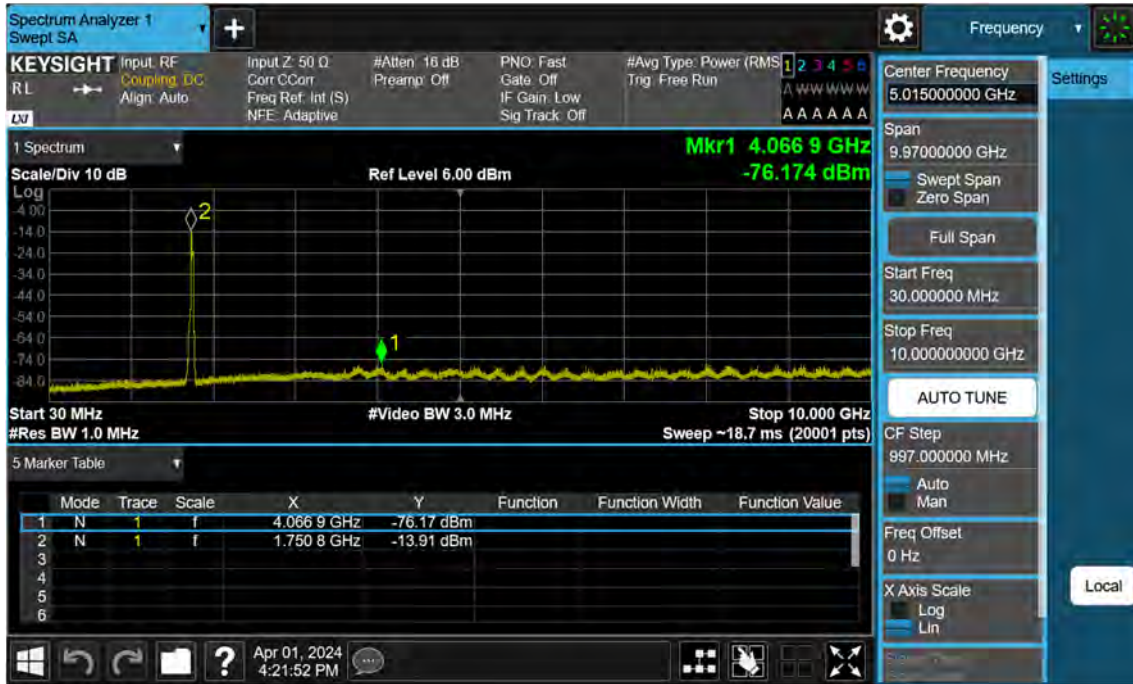 Spectrum Analyzer 1
Swept SA
Frequency
KEYSIGHT
RL
LXI
Input: RF
Coupling: DC
Align: Auto
Input Z: 50 Ω
Corr CCorr
Freq Ref: Int (S)
NFE: Adaptive
#Atten: 16 dB
Preamp: Off
PNO: Fast
Gate: Off
IF Gain: Low
Sig Track: Off
#Avg Type: Power (RMS
Trig: Free Run
1 2 3 4 5 6
A W W W W W
A A A A A A
1 Spectrum
Mkr1 4.066 9 GHz
Scale/Div 10 dB
Ref Level 6.00 dBm
-76.174 dBm
Log
-4.00
-14.0
-24.0
-34.0
-44.0
-54.0
-64.0
-74.0
-84.0
2
1
Start 30 MHz
#Video BW 3.0 MHz
Stop 10.000 GHz
#Res BW 1.0 MHz
Sweep ~18.7 ms (20001 pts)
5 Marker Table
Mode Trace Scale X Y Function Function Width Function Value
1 N 1 f 4.066 9 GHz -76.17 dBm
2 N 1 f 1.750 8 GHz -13.91 dBm
3
4
5
6
?
Apr 01, 2024
4:21:52 PM
Center Frequency
5.015000000 GHz
Settings
Span
9.97000000 GHz
Swept Span
Zero Span
Full Span
Start Freq
30.000000 MHz
Stop Freq
10.000000000 GHz
AUTO TUNE
CF Step
997.000000 MHz
Auto
Man
Freq Offset
0 Hz
X Axis Scale
Log
Lin
Local